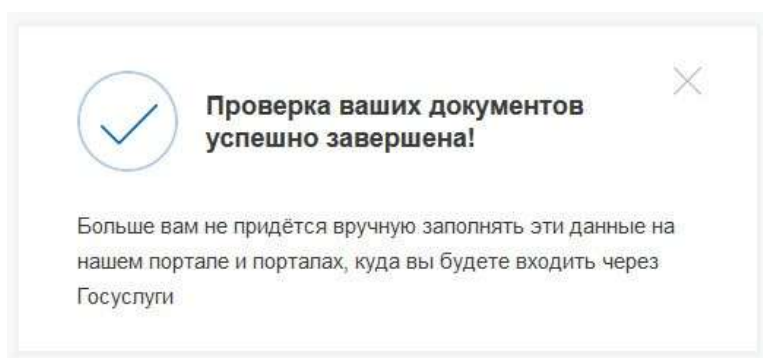 Проверка ваших документов
успешно завершена!
Больше вам не придётся вручную заполнять эти данные на
нашем портале и порталах, куда вы будете входить через
Госуслуги